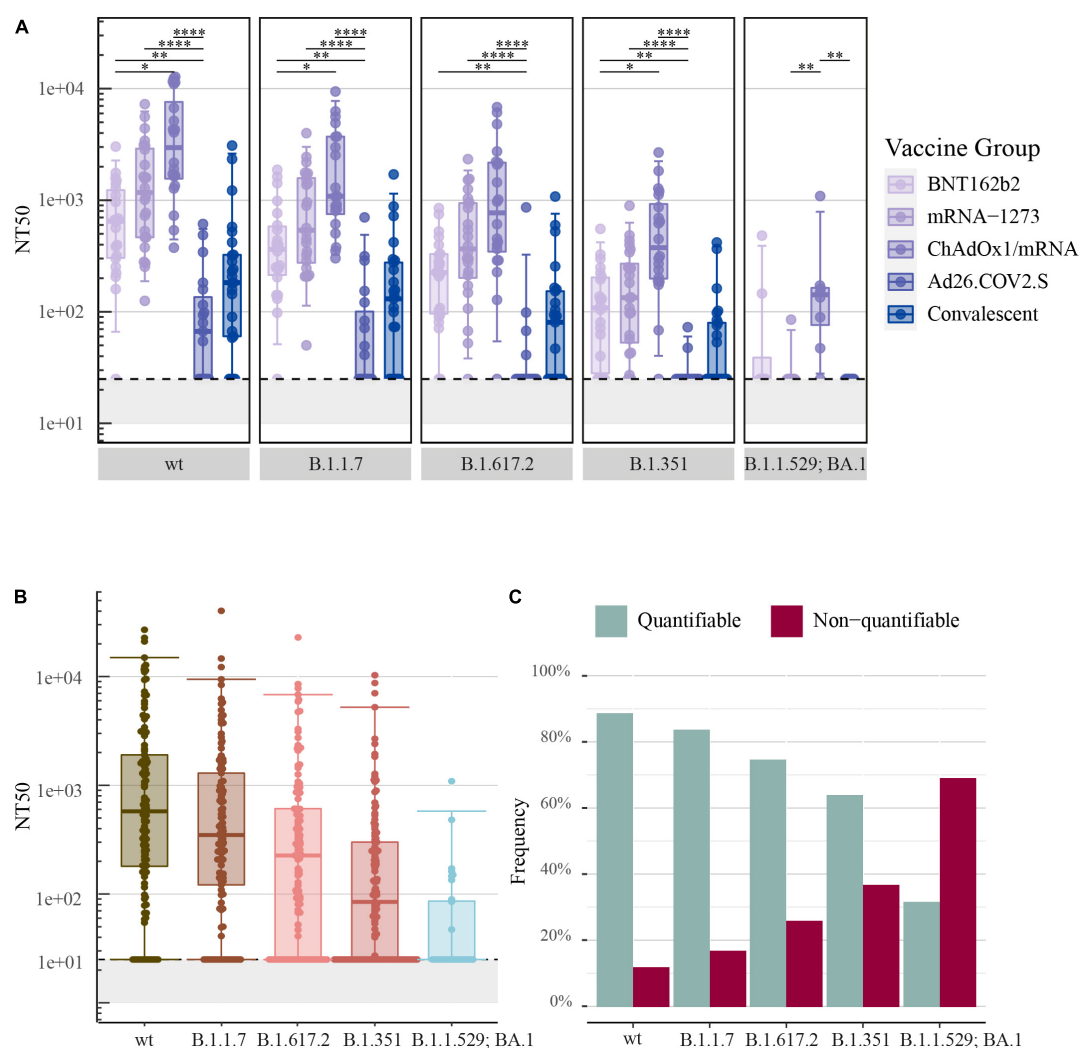 A
**** **** **** ****
**** **** **** **** **
** ** ** ** **
* * *
1e+04
1e+03
1e+02
1e+01
NT50
wt B.1.1.7 B.1.617.2 B.1.351 B.1.1.529; BA.1
Vaccine Group
BNT162b2
mRNA−1273
ChAdOx1/mRNA
Ad26.COV2.S
Convalescent
B
1e+04
1e+03
1e+02
1e+01
NT50
wt B.1.1.7 B.1.617.2 B.1.351 B.1.1.529; BA.1
C
Quantifiable Non−quantifiable
100%
80%
60%
40%
20%
0%
Frequency
wt B.1.1.7 B.1.617.2 B.1.351 B.1.1.529; BA.1